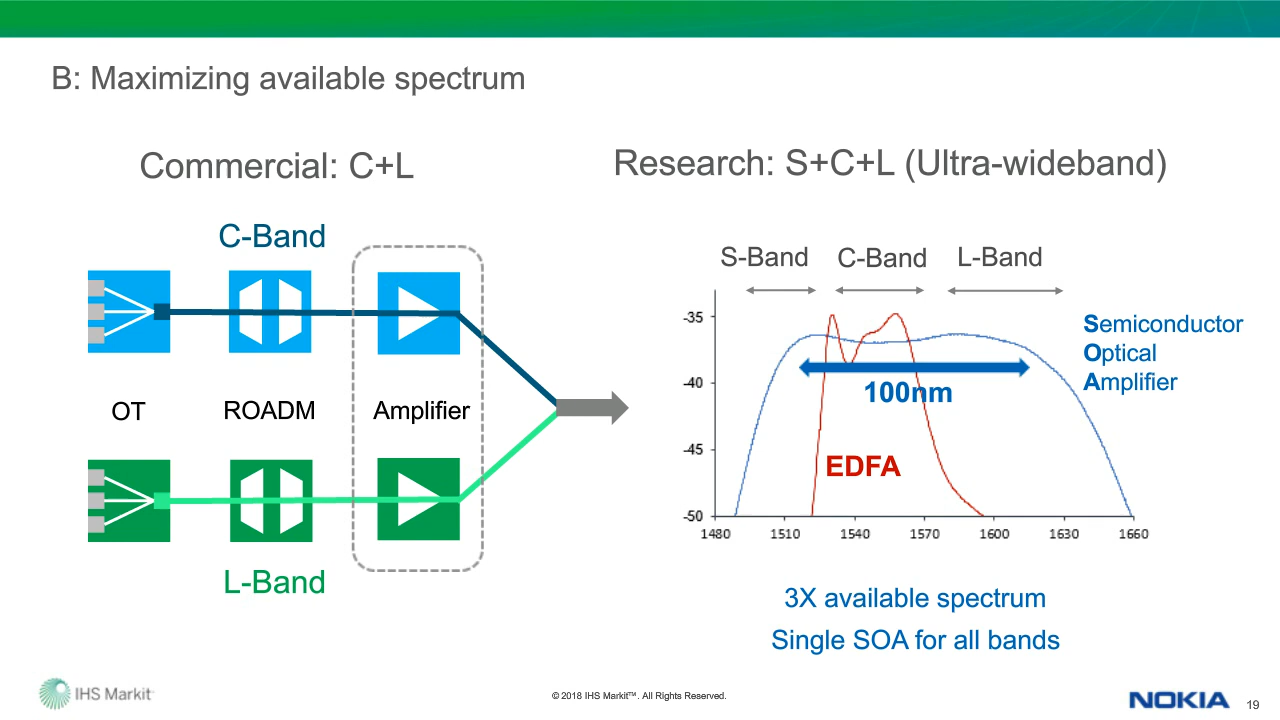 B: Maximizing available spectrum
Commercial: C+L
C-Band
OT
ROADM
Amplifier
L-Band
Research: S+C+L (Ultra-wideband)
S-Band
C-Band
L-Band
-35
-40
-45
-50
1480
1510
1540
1570
1600
1630
1660
100nm
EDFA
Semiconductor
Optical
Amplifier
3X available spectrum
Single SOA for all bands
IHS Markit™
© 2018 IHS Markit™. All Rights Reserved.
NOKIA
19